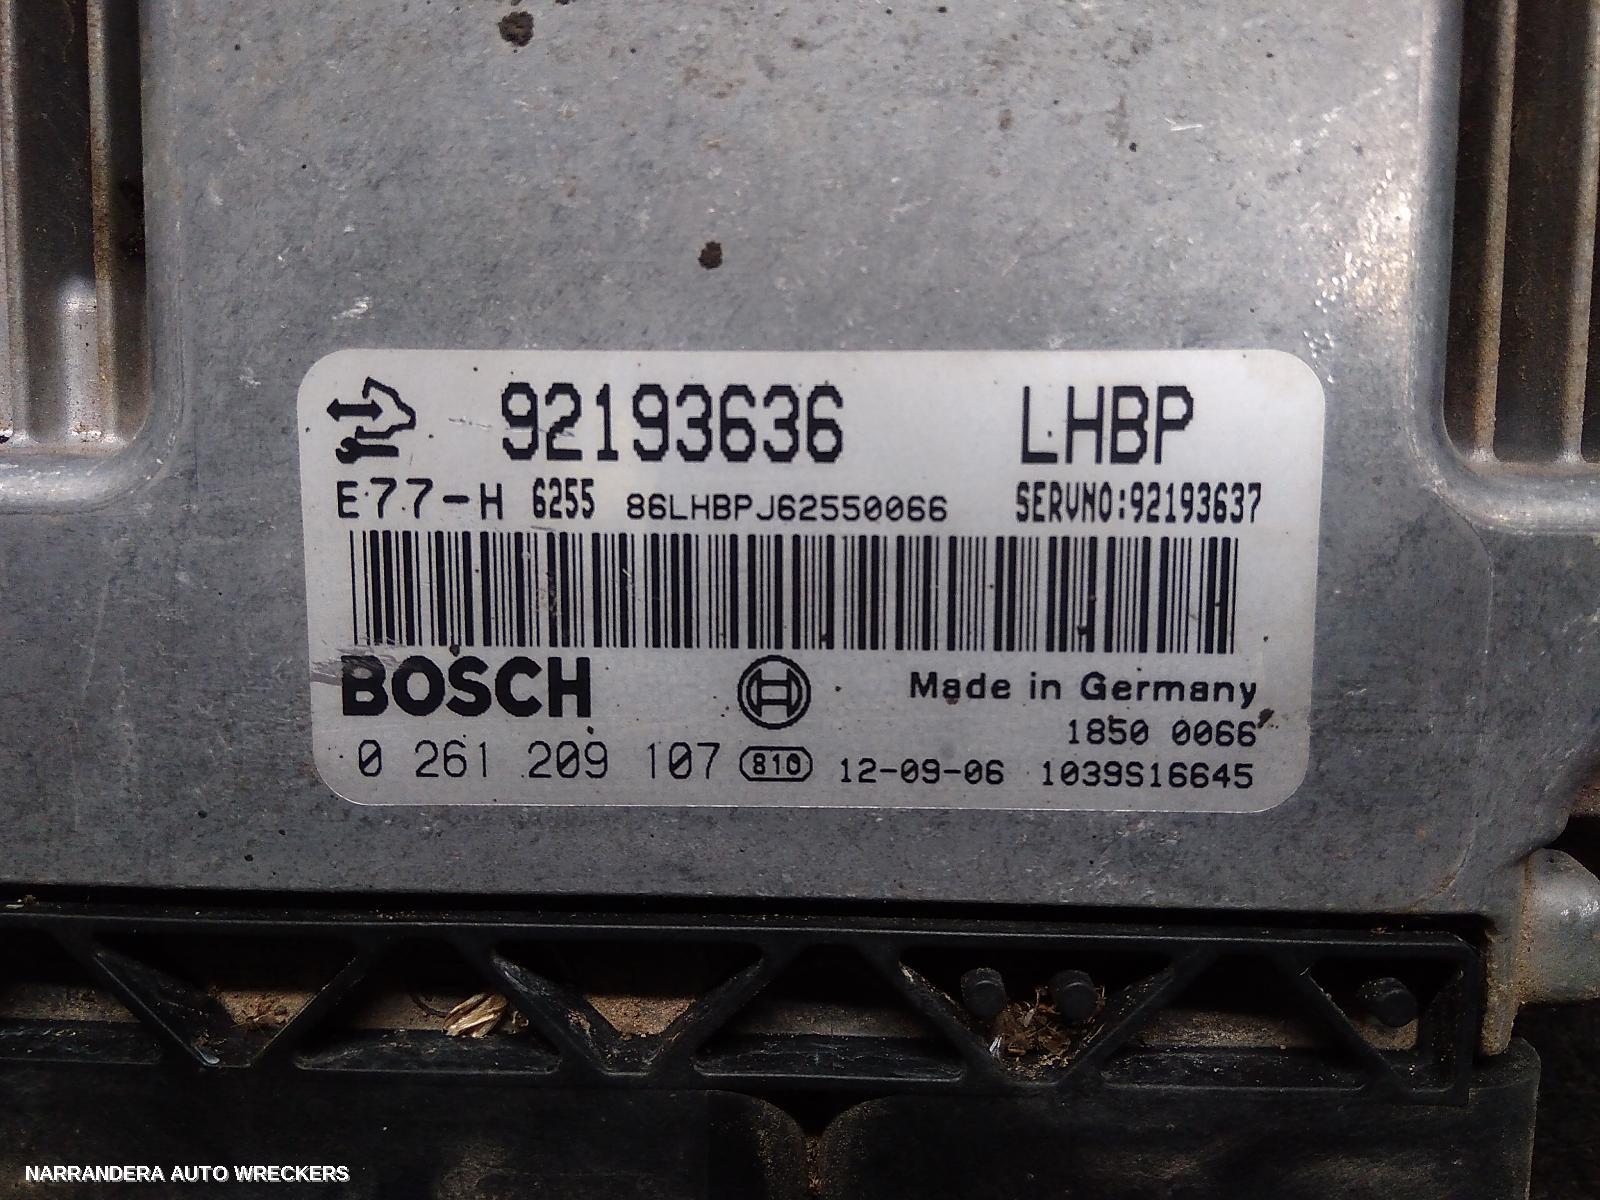 92193636 LHBP
E77-H 6255 86LHBPJ62550066 SERVNO:92193637
BOSCH Made in Germany
1850 0066
0 261 209 107 810 12-09-06 1039S16645
NARRANDERA AUTO WRECKERS